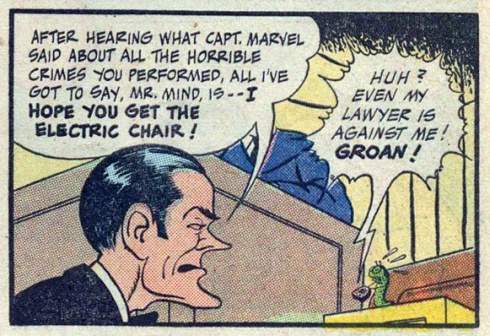 AFTER HEARING WHAT CAPT. MARVEL
SAID ABOUT ALL THE HORRIBLE
CRIMES YOU PERFORMED, ALL I'VE
GOT TO SAY, MR. MIND, IS--I
HOPE YOU GET THE
ELECTRIC CHAIR!
HUH?
EVEN MY
LAWYER IS
AGAINST ME!
GROAN!